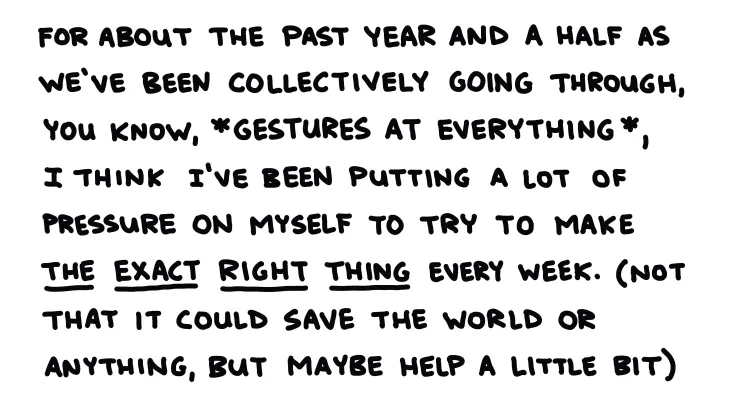 FOR ABOUT THE PAST YEAR AND A HALF AS
WE'VE BEEN COLLECTIVELY GOING THROUGH,
YOU KNOW, *GESTURES AT EVERYTHING*,
I THINK I'VE BEEN PUTTING A LOT OF
PRESSURE ON MYSELF TO TRY TO MAKE
THE EXACT RIGHT THING EVERY WEEK. (NOT
THAT IT COULD SAVE THE WORLD OR
ANYTHING, BUT MAYBE HELP A LITTLE BIT)